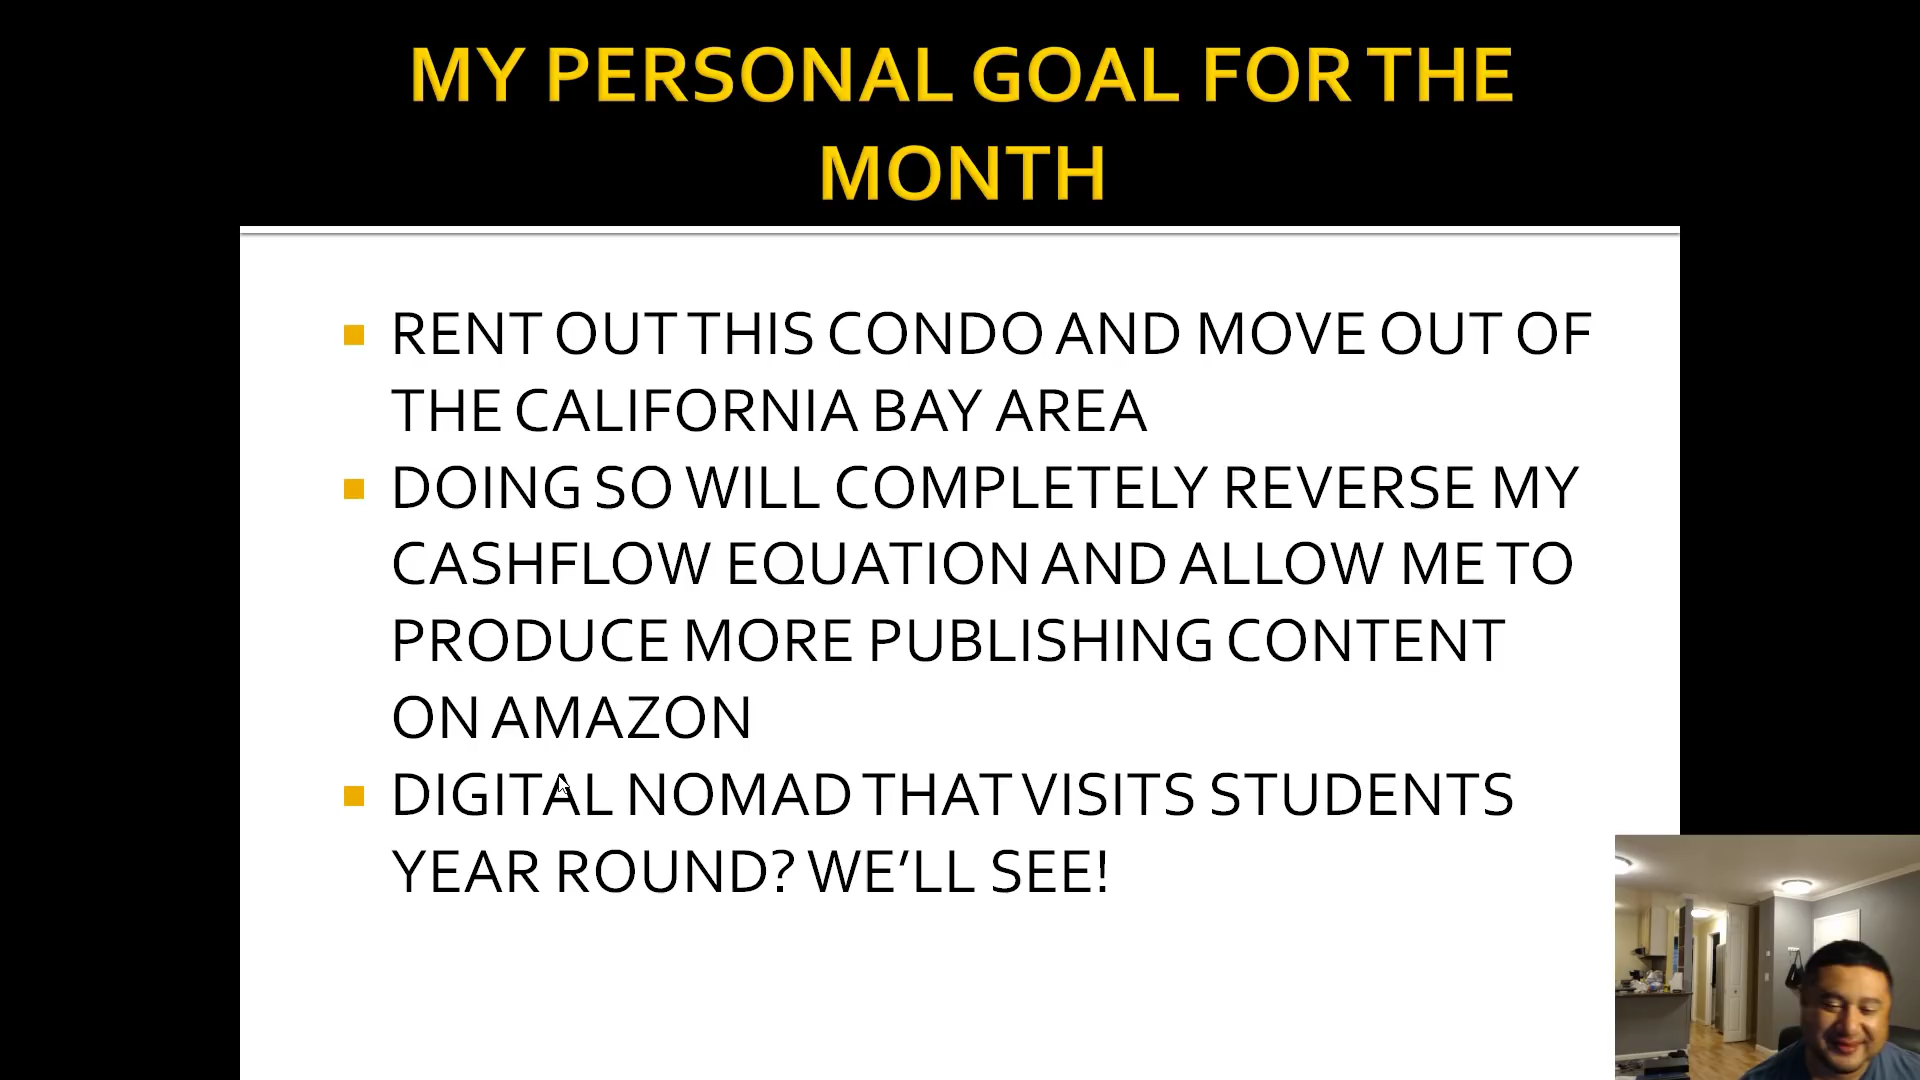 MY PERSONAL GOAL FOR THE
MONTH
RENT OUT THIS CONDO AND MOVE OUT OF
THE CALIFORNIA BAY AREA
DOING SO WILL COMPLETELY REVERSE MY
CASHFLOW EQUATION AND ALLOW ME TO
PRODUCE MORE PUBLISHING CONTENT
ON AMAZON
DIGITAL NOMAD THAT VISITS STUDENTS
YEAR ROUND? WE’LL SEE!